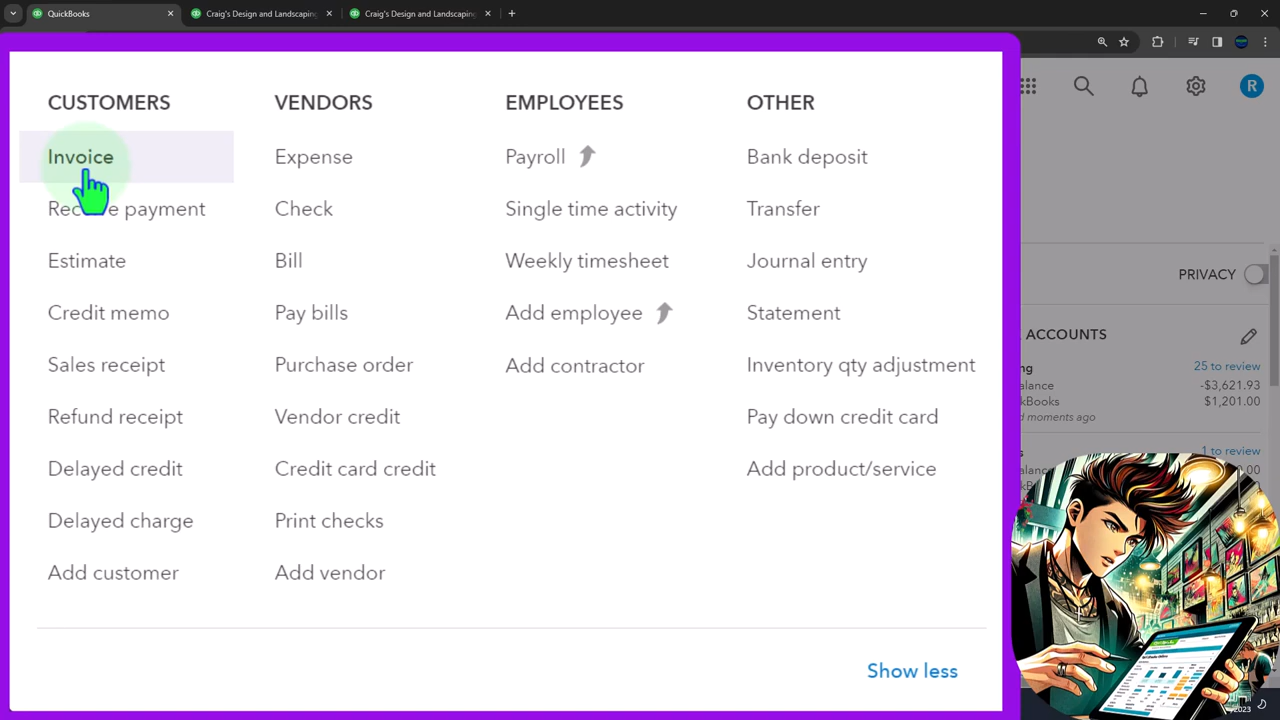 QuickBooks
Craig's Design and Landscaping
Craig's Design and Landscaping
CUSTOMERS
Invoice
Receive payment
Estimate
Credit memo
Sales receipt
Refund receipt
Delayed credit
Delayed charge
Add customer
VENDORS
Expense
Check
Bill
Pay bills
Purchase order
Vendor credit
Credit card credit
Print checks
Add vendor
EMPLOYEES
Payroll
Single time activity
Weekly timesheet
Add employee
Add contractor
OTHER
Bank deposit
Transfer
Journal entry
Statement
Inventory qty adjustment
Pay down credit card
Add product/service
Show less
R
PRIVACY
ACCOUNTS
25 to review
-$3,621.93
$1,201.00
moments ago
1 to review